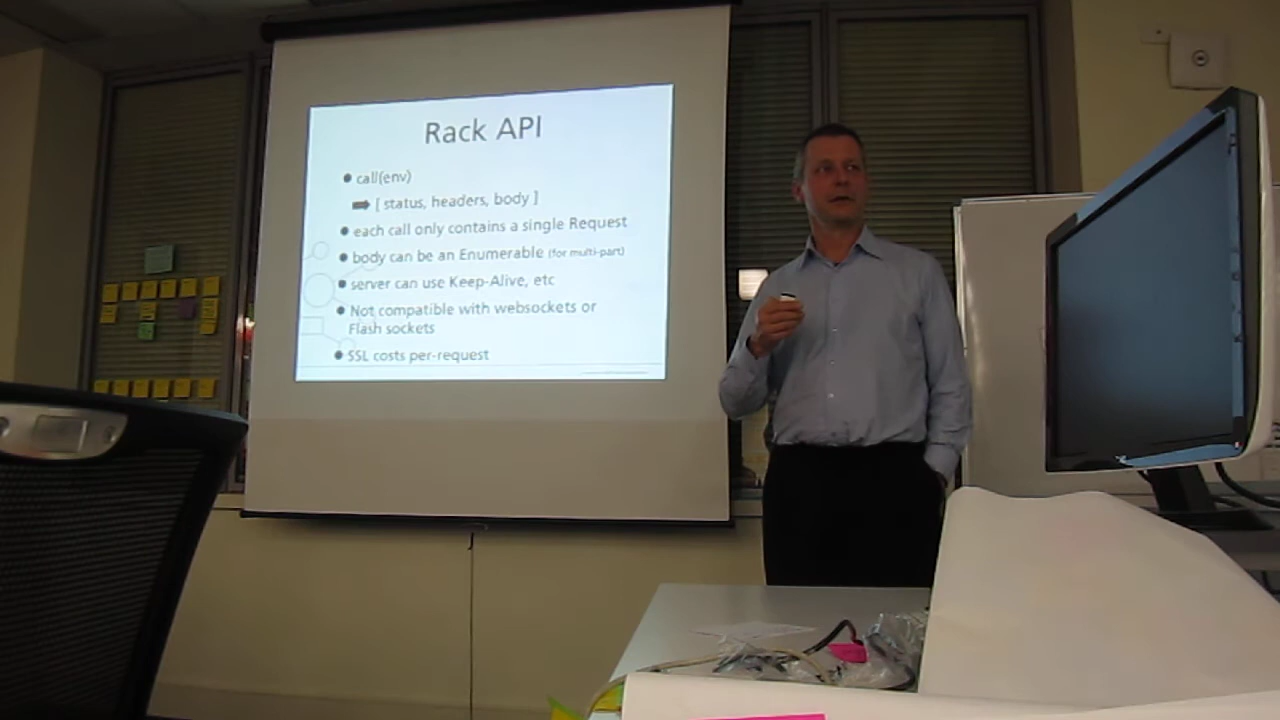 Rack API
call(env)
[ status, headers, body ]
each call only contains a single Request
body can be an Enumerable (for multi-part)
server can use Keep-Alive, etc
Not compatible with websockets or
Flash sockets
SSL costs per-request